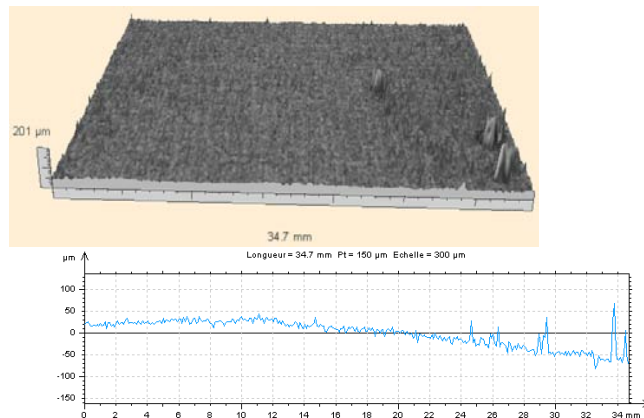 201 µm
34.7 mm
µm
Longueur = 34.7 mm Pt = 150 µm Echelle = 300 µm
100
50
0
-50
-100
-150
0 2 4 6 8 10 12 14 16 18 20 22 24 26 28 30 32 34 mm